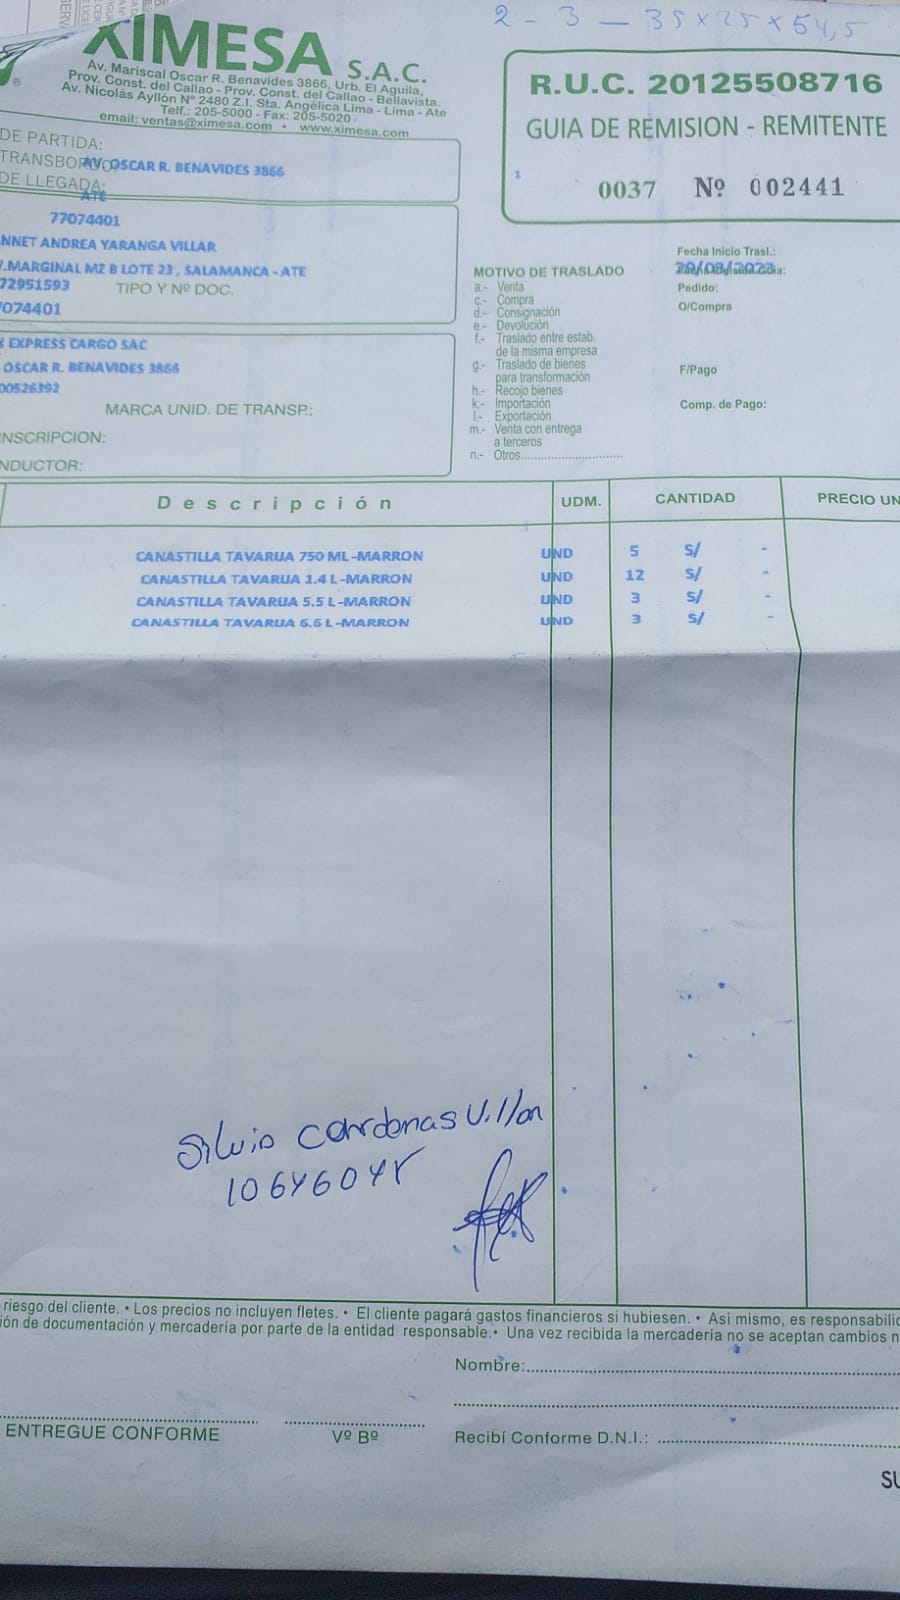 2 - 3 - 35x25x54,5
XIMESA S.A.C.
Av. Mariscal Oscar R. Benavides 3866, Urb. El Aguila,
Prov. Const. del Callao - Prov. Const. del Callao - Bellavista.
Av. Nicolás Ayllón Nº 2480 Z.I. Sta. Angélica Lima - Lima - Ate
Telf.: 205-5000 - Fax: 205-5020
email: ventas@ximesa.com • www.ximesa.com
R.U.C. 20125508716
GUIA DE REMISION - REMITENTE
1
0037 Nº 002441
DE PARTIDA:
TRANSBORDO:
AV. OSCAR R. BENAVIDES 3866
DE LLEGADA:
ATE
77074401
NNET ANDREA YARANGA VILLAR
.MARGINAL MZ B LOTE 23 , SALAMANCA - ATE
72951593 TIPO Y Nº DOC.
7074401
EXPRESS CARGO SAC
OSCAR R. BENAVIDES 3866
00526392
MARCA UNID. DE TRANSP.:
NSCRIPCION:
NDUCTOR:
MOTIVO DE TRASLADO
a.- Venta
c.- Compra
d.- Consignación
e.- Devolución
f.- Traslado entre estab.
de la misma empresa
g.- Traslado de bienes
para transformación
h.- Recojo bienes
k.- Importación
l.- Exportación
m.- Venta con entrega
a terceros
n.- Otros
Fecha Inicio Trasl.:
Pedido:
O/Compra
F/Pago
Comp. de Pago:
Descripción UDM. CANTIDAD PRECIO UN
CANASTILLA TAVARUA 750 ML-MARRON UND 5 S/ -
CANASTILLA TAVARUA 1.4 L-MARRON UND 12 S/ -
CANASTILLA TAVARUA 5.5 L-MARRON UND 3 S/ -
CANASTILLA TAVARUA 6.6 L-MARRON UND 3 S/ -
Silvio Cardenas Villon
riesgo del cliente. • Los precios no incluyen fletes. • El cliente pagará gastos financieros si hubiesen. • Asi mismo, es responsabilid
ión de documentación y mercadería por parte de la entidad responsable. • Una vez recibida la mercadería no se aceptan cambios n
Nombre:
ENTREGUE CONFORME Vº Bº Recibí Conforme D.N.I.:
SU